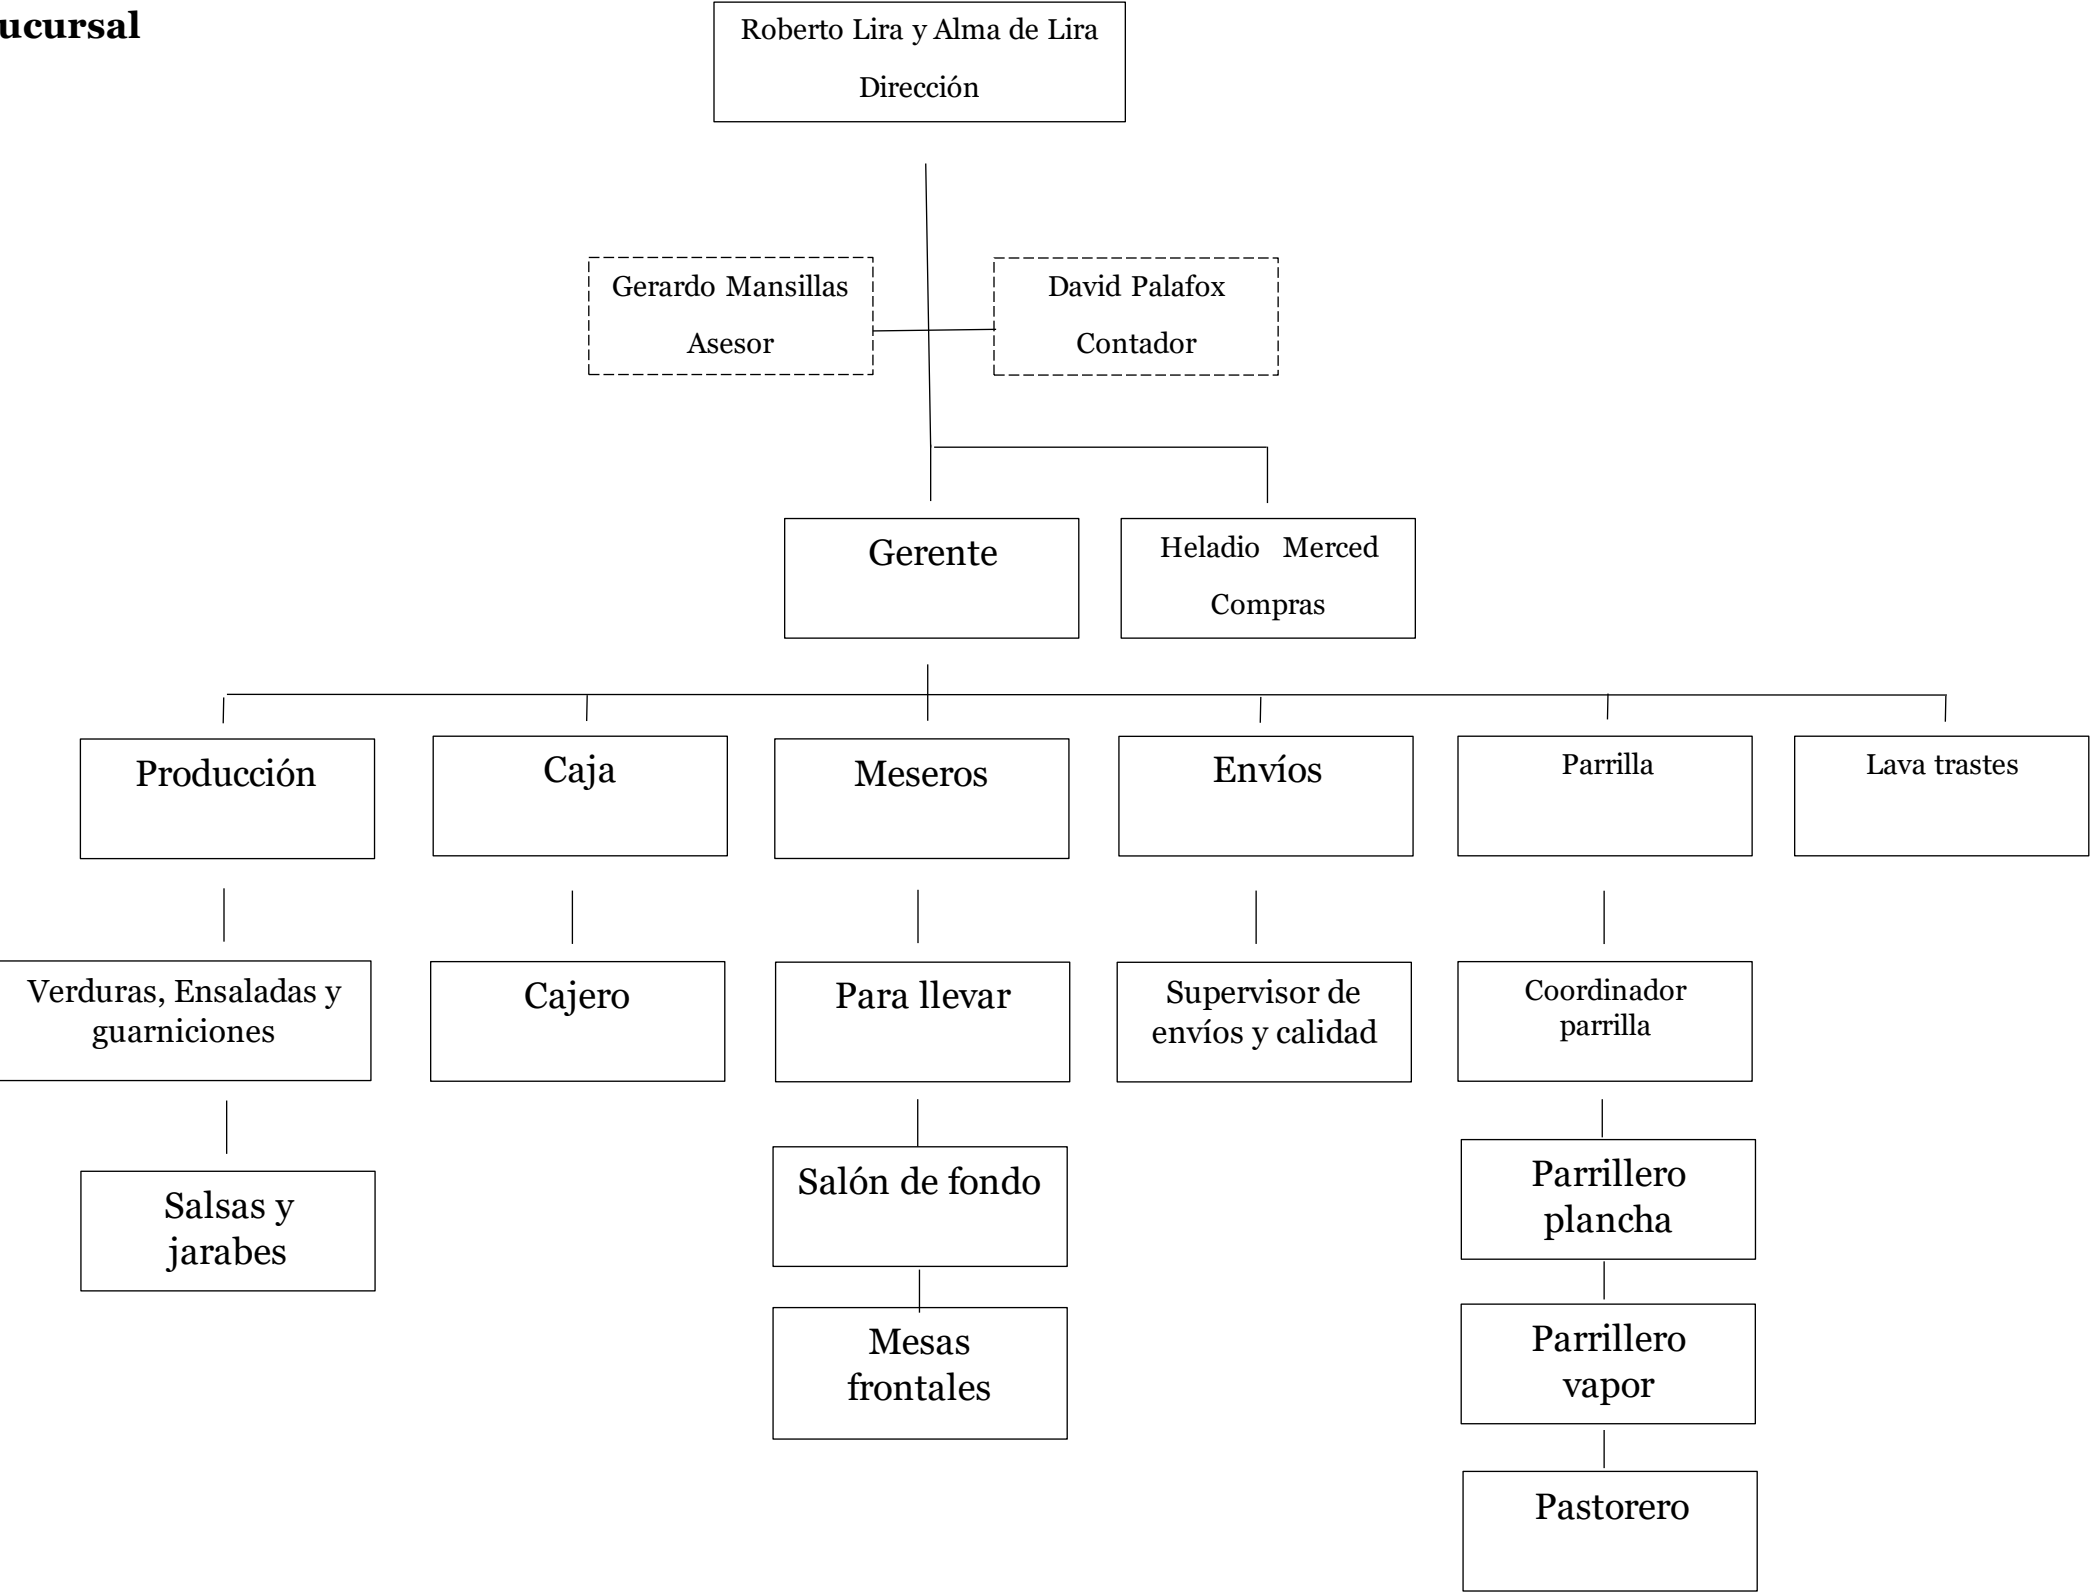 ucursal
Roberto Lira y Alma de Lira
Dirección
Gerardo Mansillas
Asesor
David Palafox
Contador
Gerente
Heladio Merced
Compras
Producción
Caja
Meseros
Envíos
Parrilla
Lava trastes
Verduras, Ensaladas y
guarniciones
Cajero
Para llevar
Supervisor de
envíos y calidad
Coordinador
parrilla
Salsas y
jarabes
Salón de fondo
Parrillero
plancha
Mesas
frontales
Parrillero
vapor
Pastorero